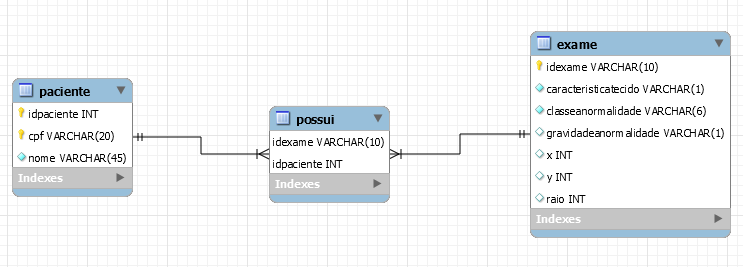 paciente
idpaciente INT
cpf VARCHAR(20)
nome VARCHAR(45)
Indexes
possui
idexame VARCHAR(10)
idpaciente INT
exame
idexame VARCHAR(10)
caracteristicatecido VARCHAR(1)
classeanormalidade VARCHAR(6)
gravidadeanormalidade VARCHAR(1)
x INT
y INT
raio INT
Indexes